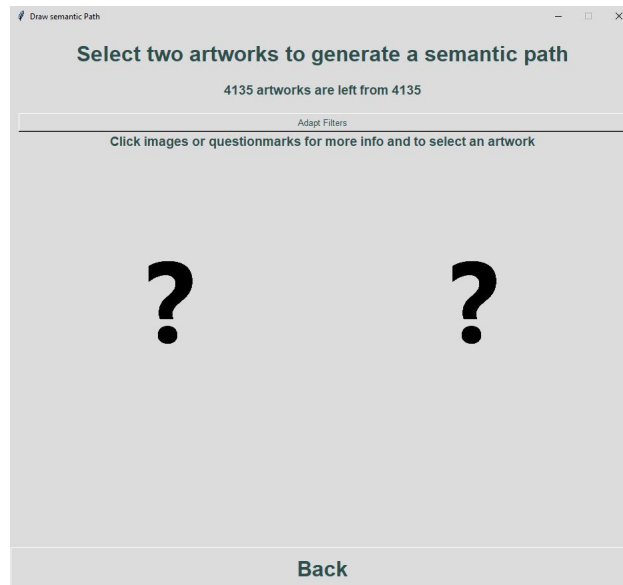 Draw semantic Path
Select two artworks to generate a semantic path
4135 artworks are left from 4135
Adapt Filters
Click images or questionmarks for more info and to select an artwork
? ?
Back